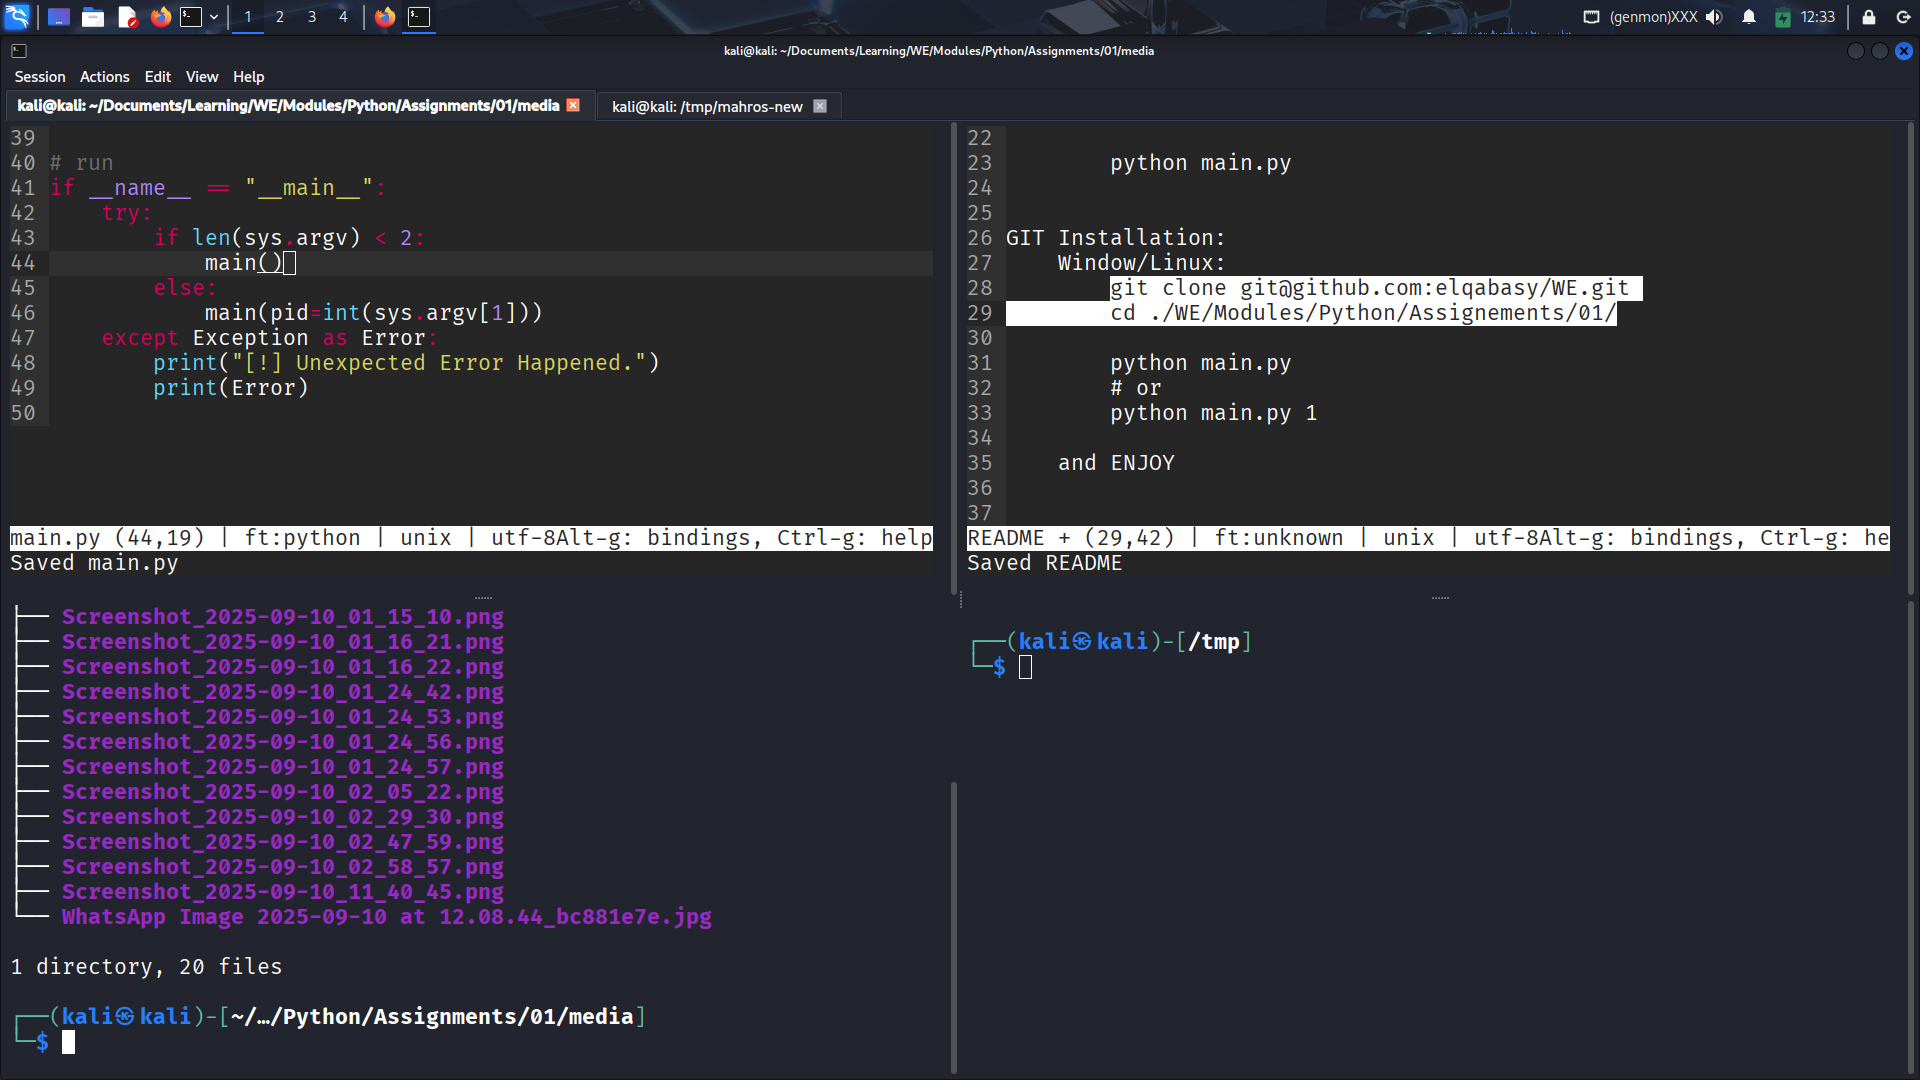 1 2 3 4
(genmon)XXX 12:33
kali@kali: ~/Documents/Learning/WE/Modules/Python/Assignments/01/media
Session Actions Edit View Help
kali@kali: ~/Documents/Learning/WE/Modules/Python/Assignments/01/media
kali@kali: /tmp/mahros-new
39
40 # run
41 if __name__ == "__main__":
42 try:
43 if len(sys.argv) < 2:
44 main()
45 else:
46 main(pid=int(sys.argv[1]))
47 except Exception as Error:
48 print("[!] Unexpected Error Happened.")
49 print(Error)
50
main.py (44,19) | ft:python | unix | utf-8Alt-g: bindings, Ctrl-g: help
Saved main.py
22
23 python main.py
24
25
26 GIT Installation:
27 Window/Linux:
28 git clone git@github.com:elqabasy/WE.git
29 cd ./WE/Modules/Python/Assignements/01/
30
31 python main.py
32 # or
33 python main.py 1
34
35 and ENJOY
36
37
README + (29,42) | ft:unknown | unix | utf-8Alt-g: bindings, Ctrl-g: he
Saved README
├── Screenshot_2025-09-10_01_15_10.png
├── Screenshot_2025-09-10_01_16_21.png
├── Screenshot_2025-09-10_01_16_22.png
├── Screenshot_2025-09-10_01_24_42.png
├── Screenshot_2025-09-10_01_24_53.png
├── Screenshot_2025-09-10_01_24_56.png
├── Screenshot_2025-09-10_01_24_57.png
├── Screenshot_2025-09-10_02_05_22.png
├── Screenshot_2025-09-10_02_29_30.png
├── Screenshot_2025-09-10_02_47_59.png
├── Screenshot_2025-09-10_02_58_57.png
├── Screenshot_2025-09-10_11_40_45.png
└── WhatsApp Image 2025-09-10 at 12.08.44_bc881e7e.jpg
1 directory, 20 files
┌──(kali㉿kali)-[~/…/Python/Assignments/01/media]
└─$
┌──(kali㉿kali)-[/tmp]
└─$